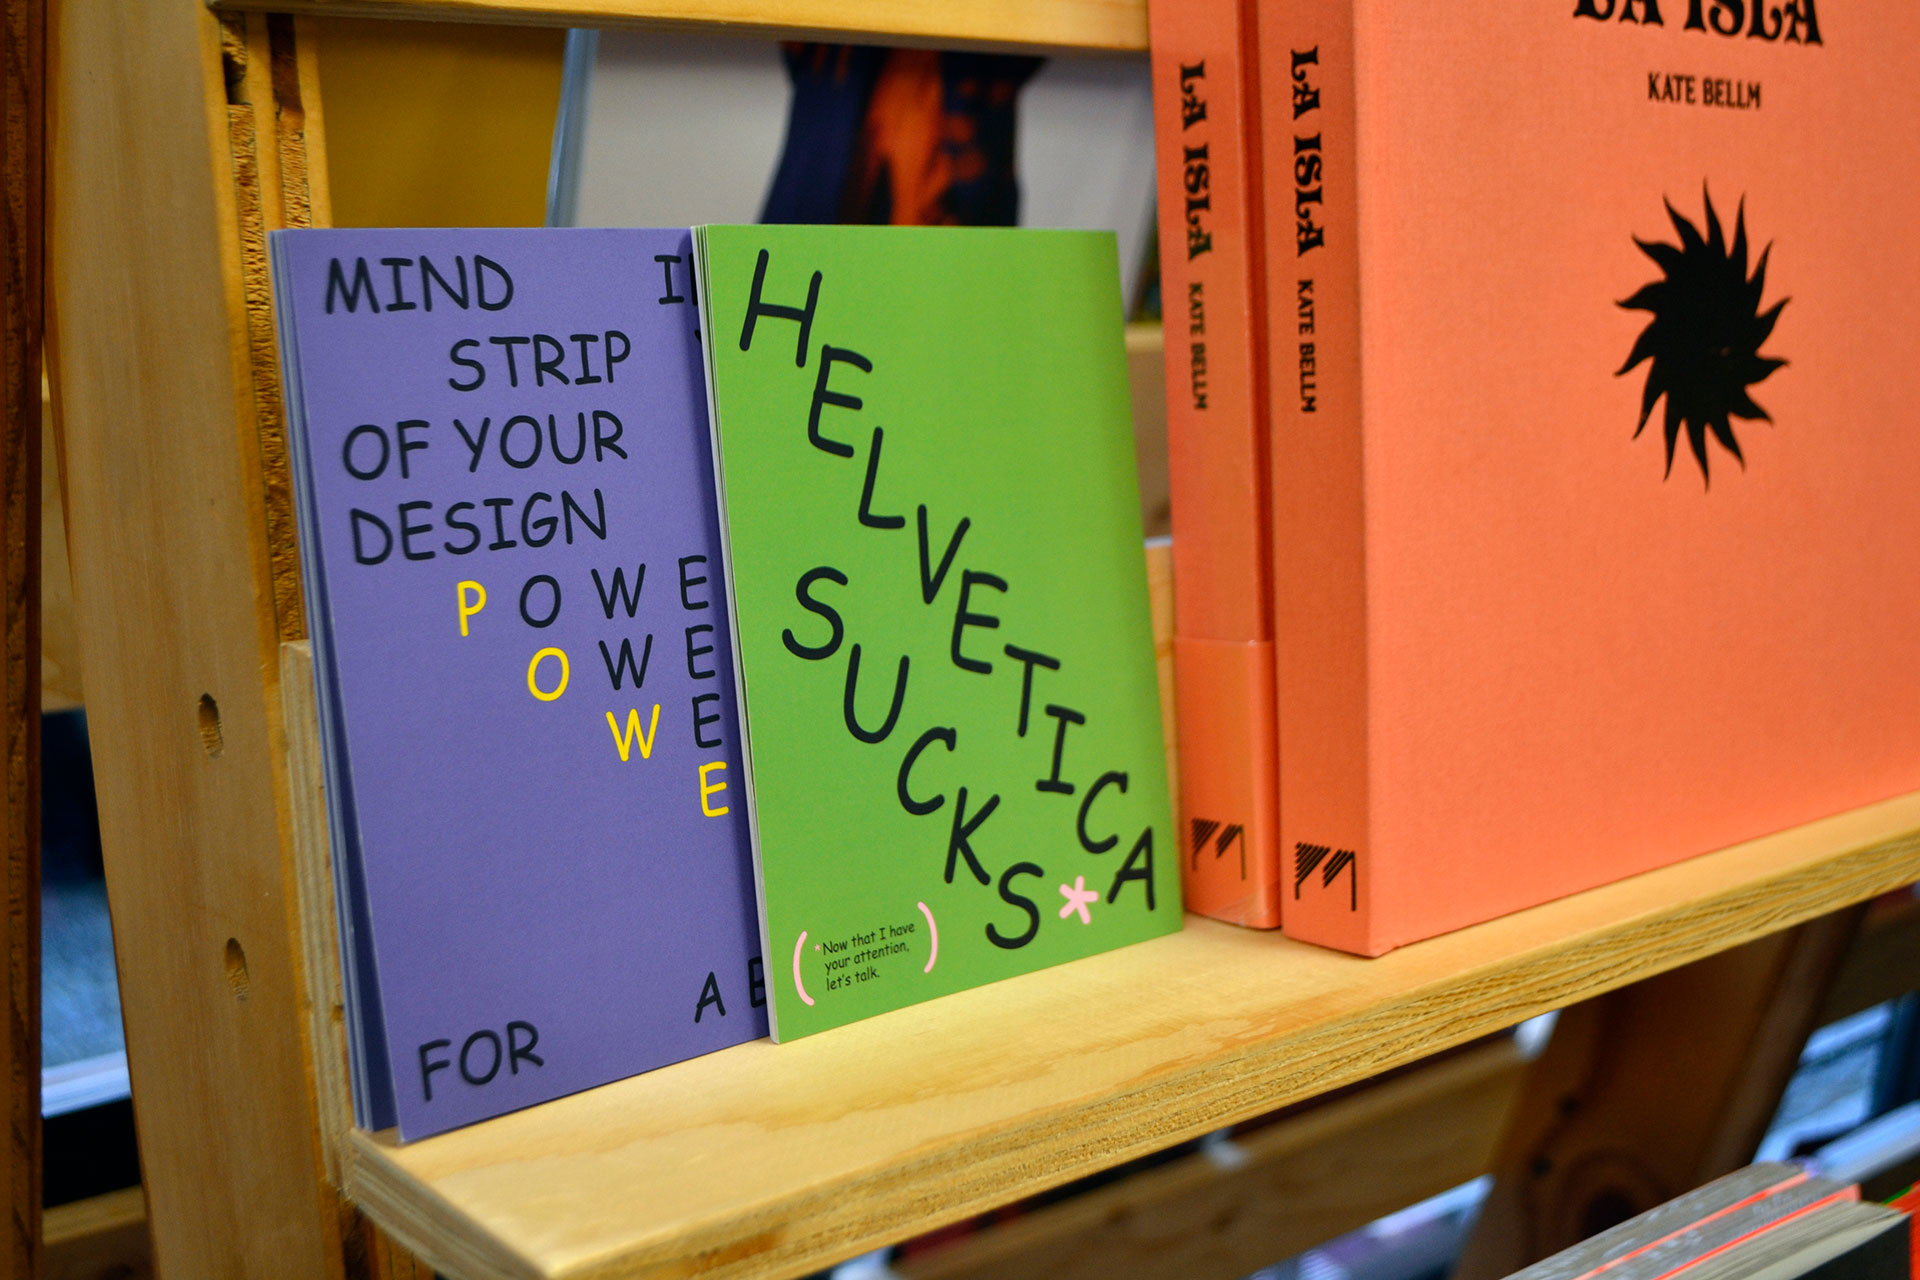 MIND
STRIP
OF YOUR
DESIGN
P O W E
O W E
W E
E
A
FOR
HELVETICA
SUCKS*
(*Now that I have
your attention,
let's talk.)
LA ISLA KATE BELLM
LA ISLA KATE BELLM
LA ISLA
KATE BELLM